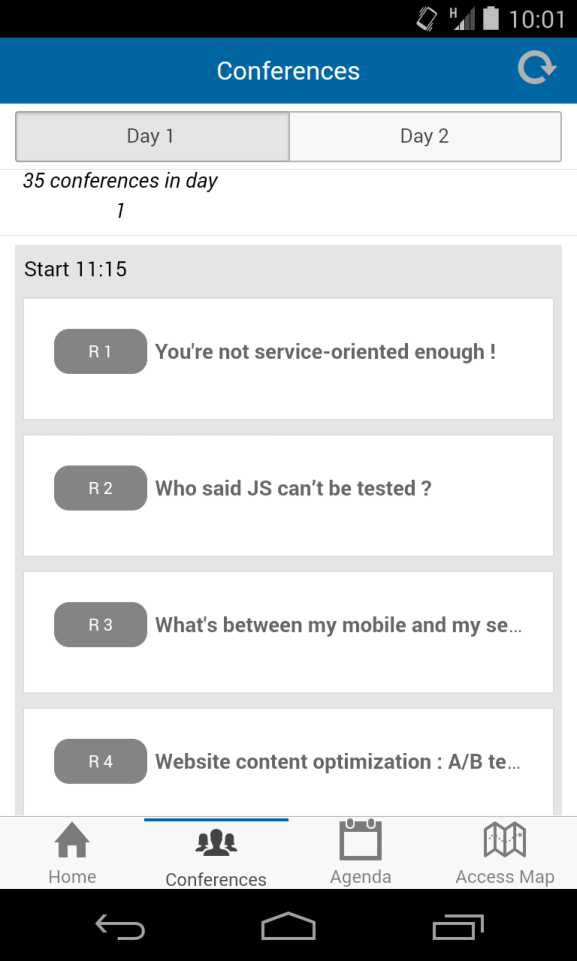 H 10:01
Conferences
Day 1 Day 2
35 conferences in day
1
Start 11:15
R 1 You're not service-oriented enough !
R 2 Who said JS can’t be tested ?
R 3 What's between my mobile and my se...
R 4 Website content optimization : A/B te...
Home Conferences Agenda Access Map